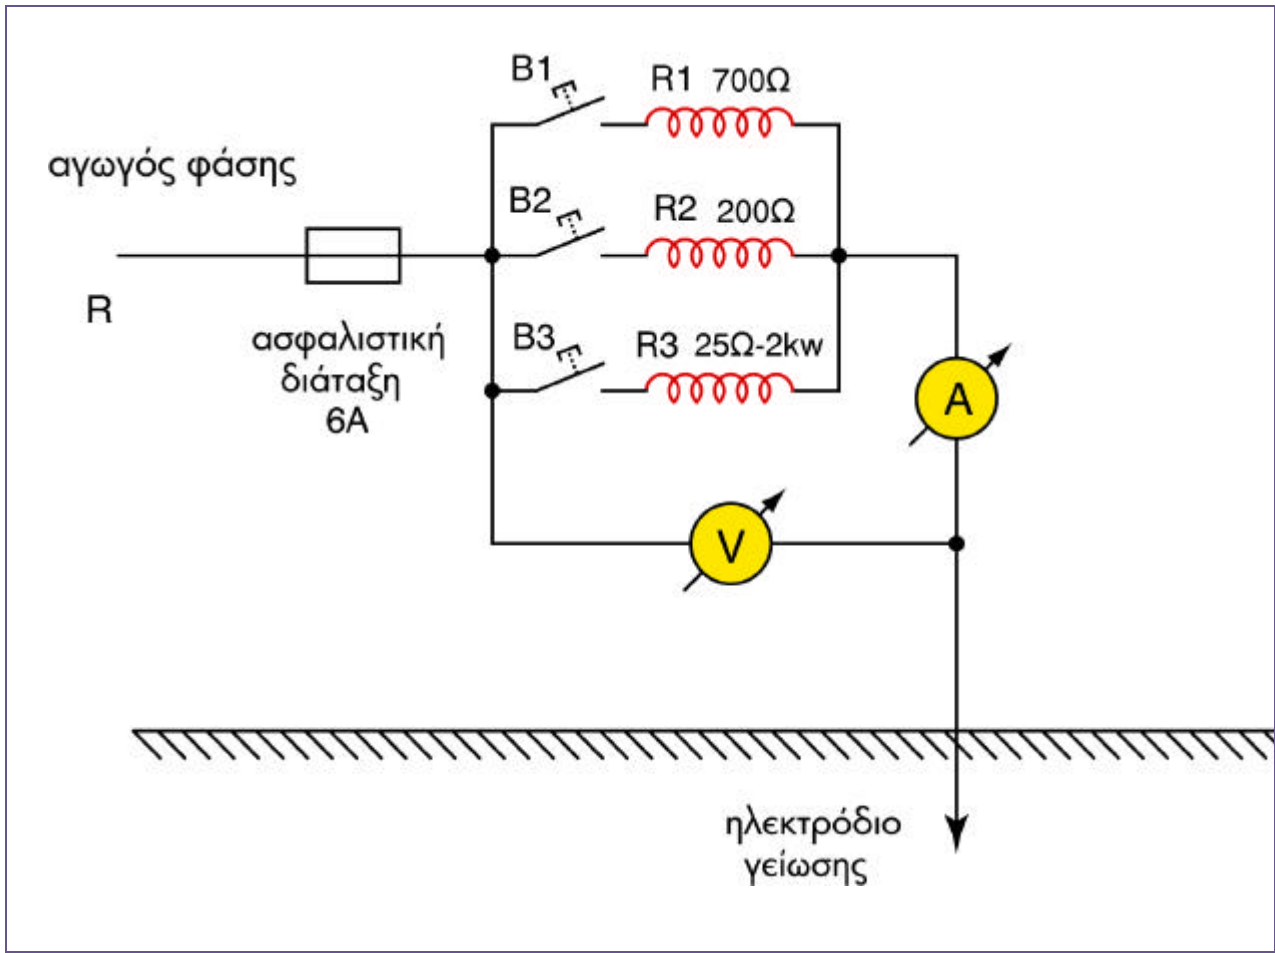 B1
R1 700Ω
αγωγός φάσης
B2
R2 200Ω
R
ασφαλιστική
διάταξη
6A
B3
R3 25Ω-2kw
A
V
ηλεκτρόδιο
γείωσης